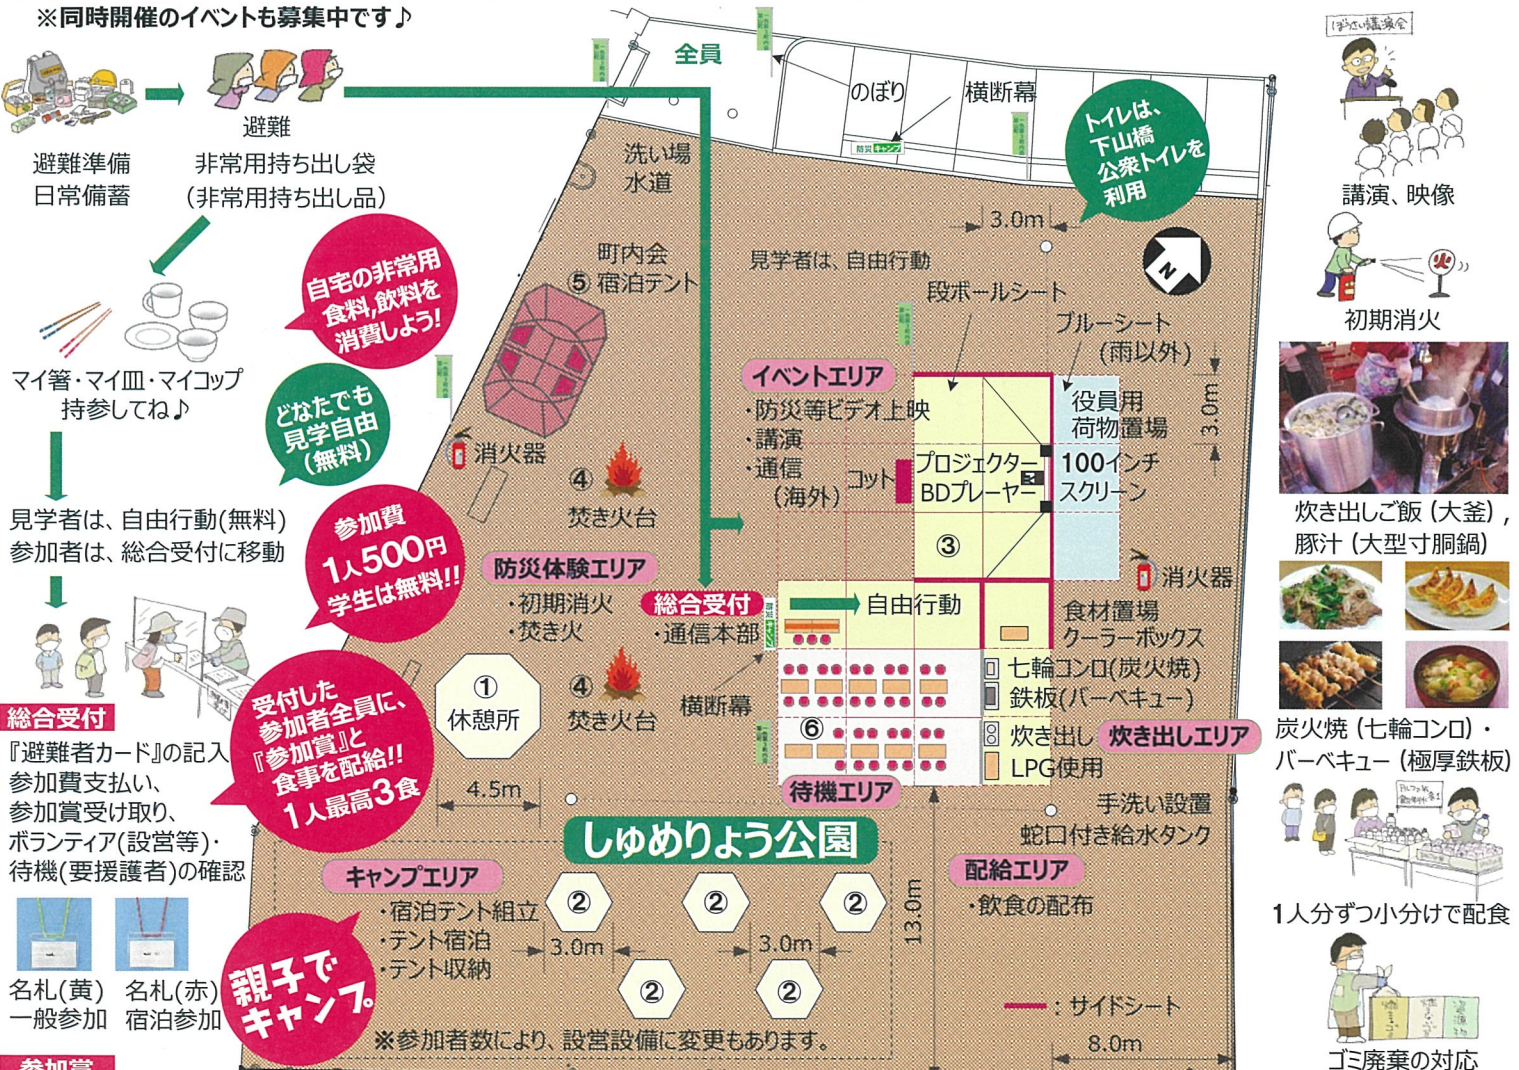 ※同時開催のイベントも募集中です♪
避難準備
日常備蓄
避難
非常用持ち出し袋
(非常用持ち出し品)
自宅の非常用
食料,飲料を
消費しよう!
マイ箸・マイ皿・マイコップ
持参してね♪
どなたでも
見学自由
(無料)
見学者は、自由行動(無料)
参加者は、総合受付に移動
参加費
1人500円
学生は無料!!
総合受付
『避難者カード』の記入
参加費支払い、
参加賞受け取り、
ボランティア(設営等)・
待機(要援護者)の確認
受付した
参加者全員に、
『参加賞』と
食事を配給!!
1人最高3食
名札(黄)
一般参加
名札(赤)
宿泊参加
親子で
キャンプ
参加賞
全員
のぼり
横断幕
防災キャンプ
トイレは、
下山橋
公衆トイレを
利用
洗い場
水道
3.0m
N
町内会
⑤宿泊テント
見学者は、自由行動
段ボールシート
ブルーシート
(雨以外)
イベントエリア
・防災等ビデオ上映
・講演
・通信
(海外)
コット
プロジェクター
BDプレーヤー
役員用
荷物置場
100インチ
スクリーン
3.0m
③
消火器
④
焚き火台
防災体験エリア
・初期消火
・焚き火
総合受付
・通信本部
自由行動
消火器
食材置場
クーラーボックス
七輪コンロ(炭火焼)
鉄板(バーベキュー)
①
休憩所
④
焚き火台
横断幕
⑥
炊き出し
LPG使用
炊き出しエリア
4.5m
待機エリア
手洗い設置
蛇口付き給水タンク
しゅめりょう公園
キャンプエリア
・宿泊テント組立
・テント宿泊
・テント収納
②
②
②
3.0m
3.0m
②
②
13.0m
配給エリア
・飲食の配布
:サイドシート
8.0m
※参加者数により、設営設備に変更もあります。
ぼうさい講演会
講演、映像
火
初期消火
炊き出しご飯(大釜),
豚汁(大型寸胴鍋)
炭火焼(七輪コンロ)・
バーベキュー(極厚鉄板)
1人分ずつ小分けで配食
ゴミ廃棄の対応